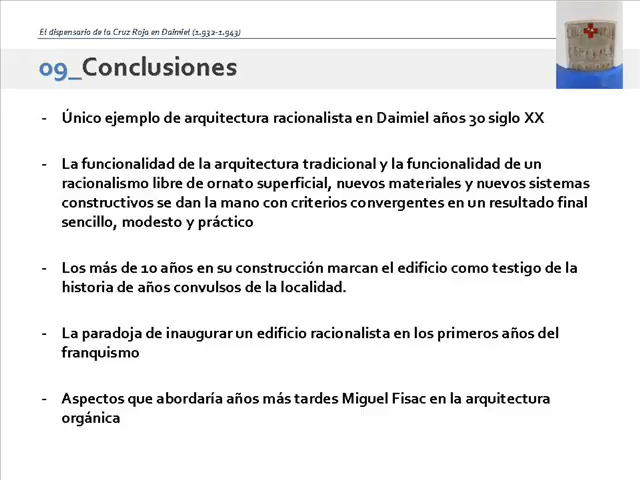 El dispensario de la Cruz Roja en Daimiel (1.932-1.943)
09_Conclusiones
- Único ejemplo de arquitectura racionalista en Daimiel años 30 siglo XX
- La funcionalidad de la arquitectura tradicional y la funcionalidad de un
racionalismo libre de ornato superficial, nuevos materiales y nuevos sistemas
constructivos se dan la mano con criterios convergentes en un resultado final
sencillo, modesto y práctico
- Los más de 10 años en su construcción marcan el edificio como testigo de la
historia de años convulsos de la localidad.
- La paradoja de inaugurar un edificio racionalista en los primeros años del
franquismo
- Aspectos que abordaría años más tardes Miguel Fisac en la arquitectura
orgánica